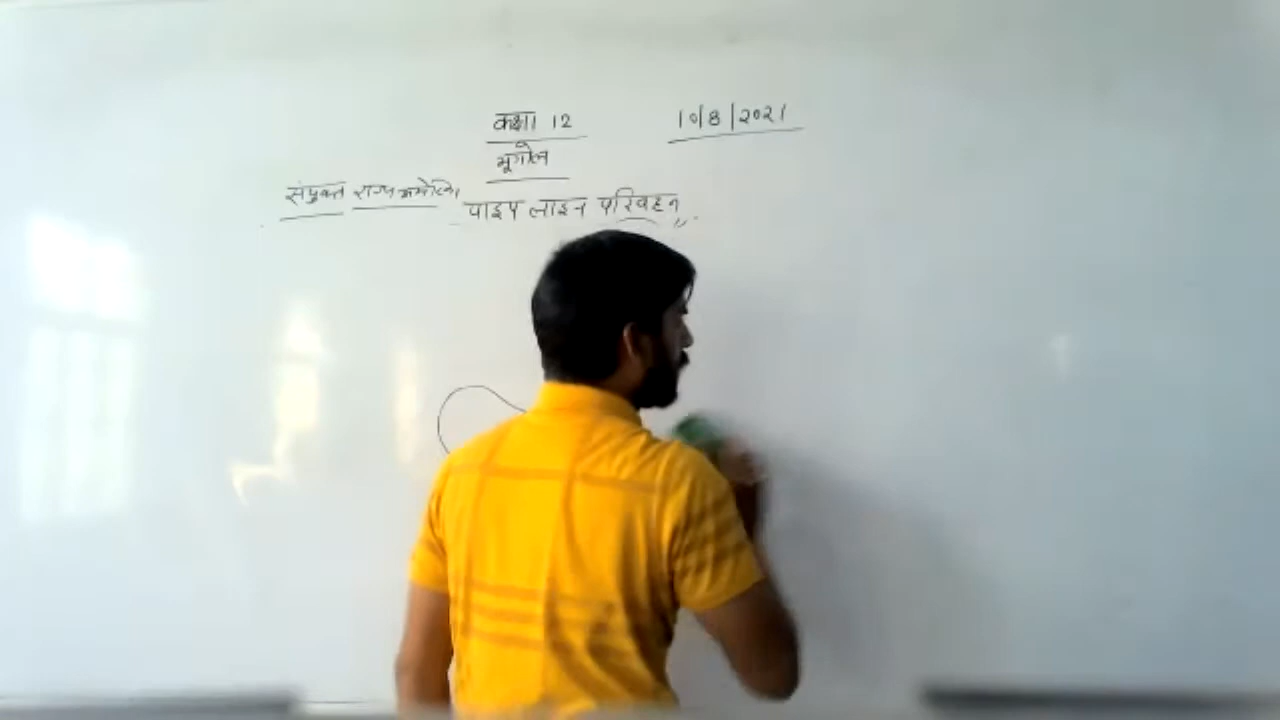 कक्षा 12
10/8/2021
भूगोल
संयुक्त राज्य अमेरिका
पाइप लाइन परिवहन